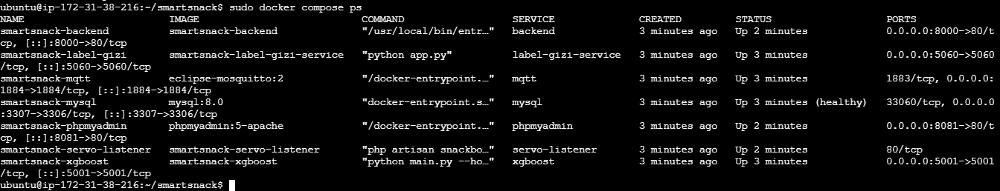 ubuntu@ip-172-31-38-216:~/smartsnack$ sudo docker compose ps
NAME                       IMAGE                            COMMAND                  SERVICE              CREATED         STATUS                   PORTS
smartsnack-backend         smartsnack-backend               "/usr/local/bin/entr…"   backend              3 minutes ago   Up 2 minutes             0.0.0.0:8000->80/t
cp, [::]:8000->80/tcp
smartsnack-label-gizi      smartsnack-label-gizi-service    "python app.py"          label-gizi-service   3 minutes ago   Up 3 minutes             0.0.0.0:5060->5060
/tcp, [::]:5060->5060/tcp
smartsnack-mqtt            eclipse-mosquitto:2              "/docker-entrypoint.…"   mqtt                 3 minutes ago   Up 3 minutes             1883/tcp, 0.0.0.0:
1884->1884/tcp, [::]:1884->1884/tcp
smartsnack-mysql           mysql:8.0                        "docker-entrypoint.s…"   mysql                3 minutes ago   Up 3 minutes (healthy)   33060/tcp, 0.0.0.0
:3307->3306/tcp, [::]:3307->3306/tcp
smartsnack-phpmyadmin      phpmyadmin:5-apache              "/docker-entrypoint.…"   phpmyadmin           3 minutes ago   Up 2 minutes             0.0.0.0:8081->80/t
cp, [::]:8081->80/tcp
smartsnack-servo-listener  smartsnack-servo-listener        "php artisan snackbo…"   servo-listener       3 minutes ago   Up 2 minutes             80/tcp
smartsnack-xgboost         smartsnack-xgboost               "python main.py --ho…"   xgboost              3 minutes ago   Up 3 minutes             0.0.0.0:5001->5001
/tcp, [::]:5001->5001/tcp
ubuntu@ip-172-31-38-216:~/smartsnack$